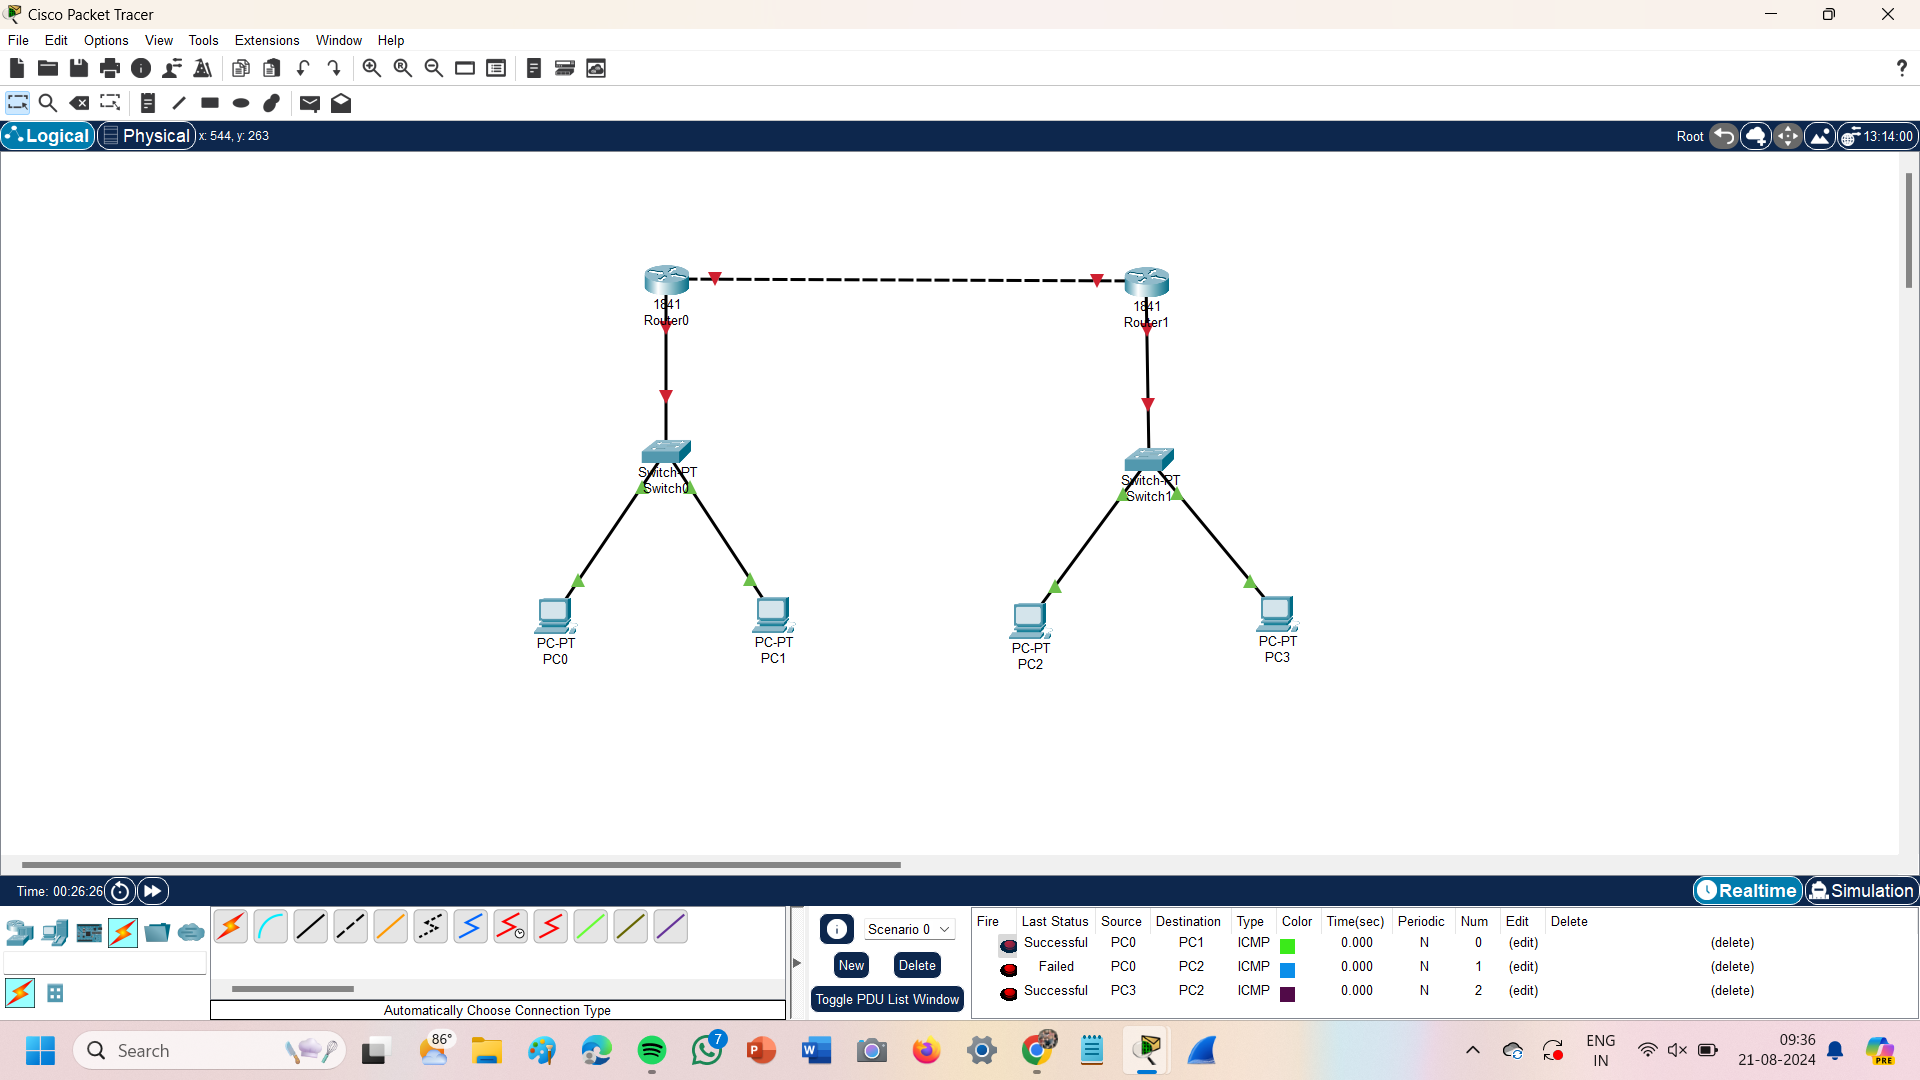 Cisco Packet Tracer
File Edit Options View Tools Extensions Window Help
?
Logical Physical x: 544, y: 263 Root 13:14:00
1841
Router0
1841
Router1
Switch-PT
Switch0
Switch-PT
Switch1
PC-PT
PC0
PC-PT
PC1
PC-PT
PC2
PC-PT
PC3
Time: 00:26:26 Realtime Simulation
Scenario 0
New Delete
Toggle PDU List Window
Automatically Choose Connection Type
Fire Last Status Source Destination Type Color Time(sec) Periodic Num Edit Delete
Successful PC0 PC1 ICMP 0.000 N 0 (edit) (delete)
Failed PC0 PC2 ICMP 0.000 N 1 (edit) (delete)
Successful PC3 PC2 ICMP 0.000 N 2 (edit) (delete)
Search
86°
7
ENG
IN
09:36
21-08-2024
PRE